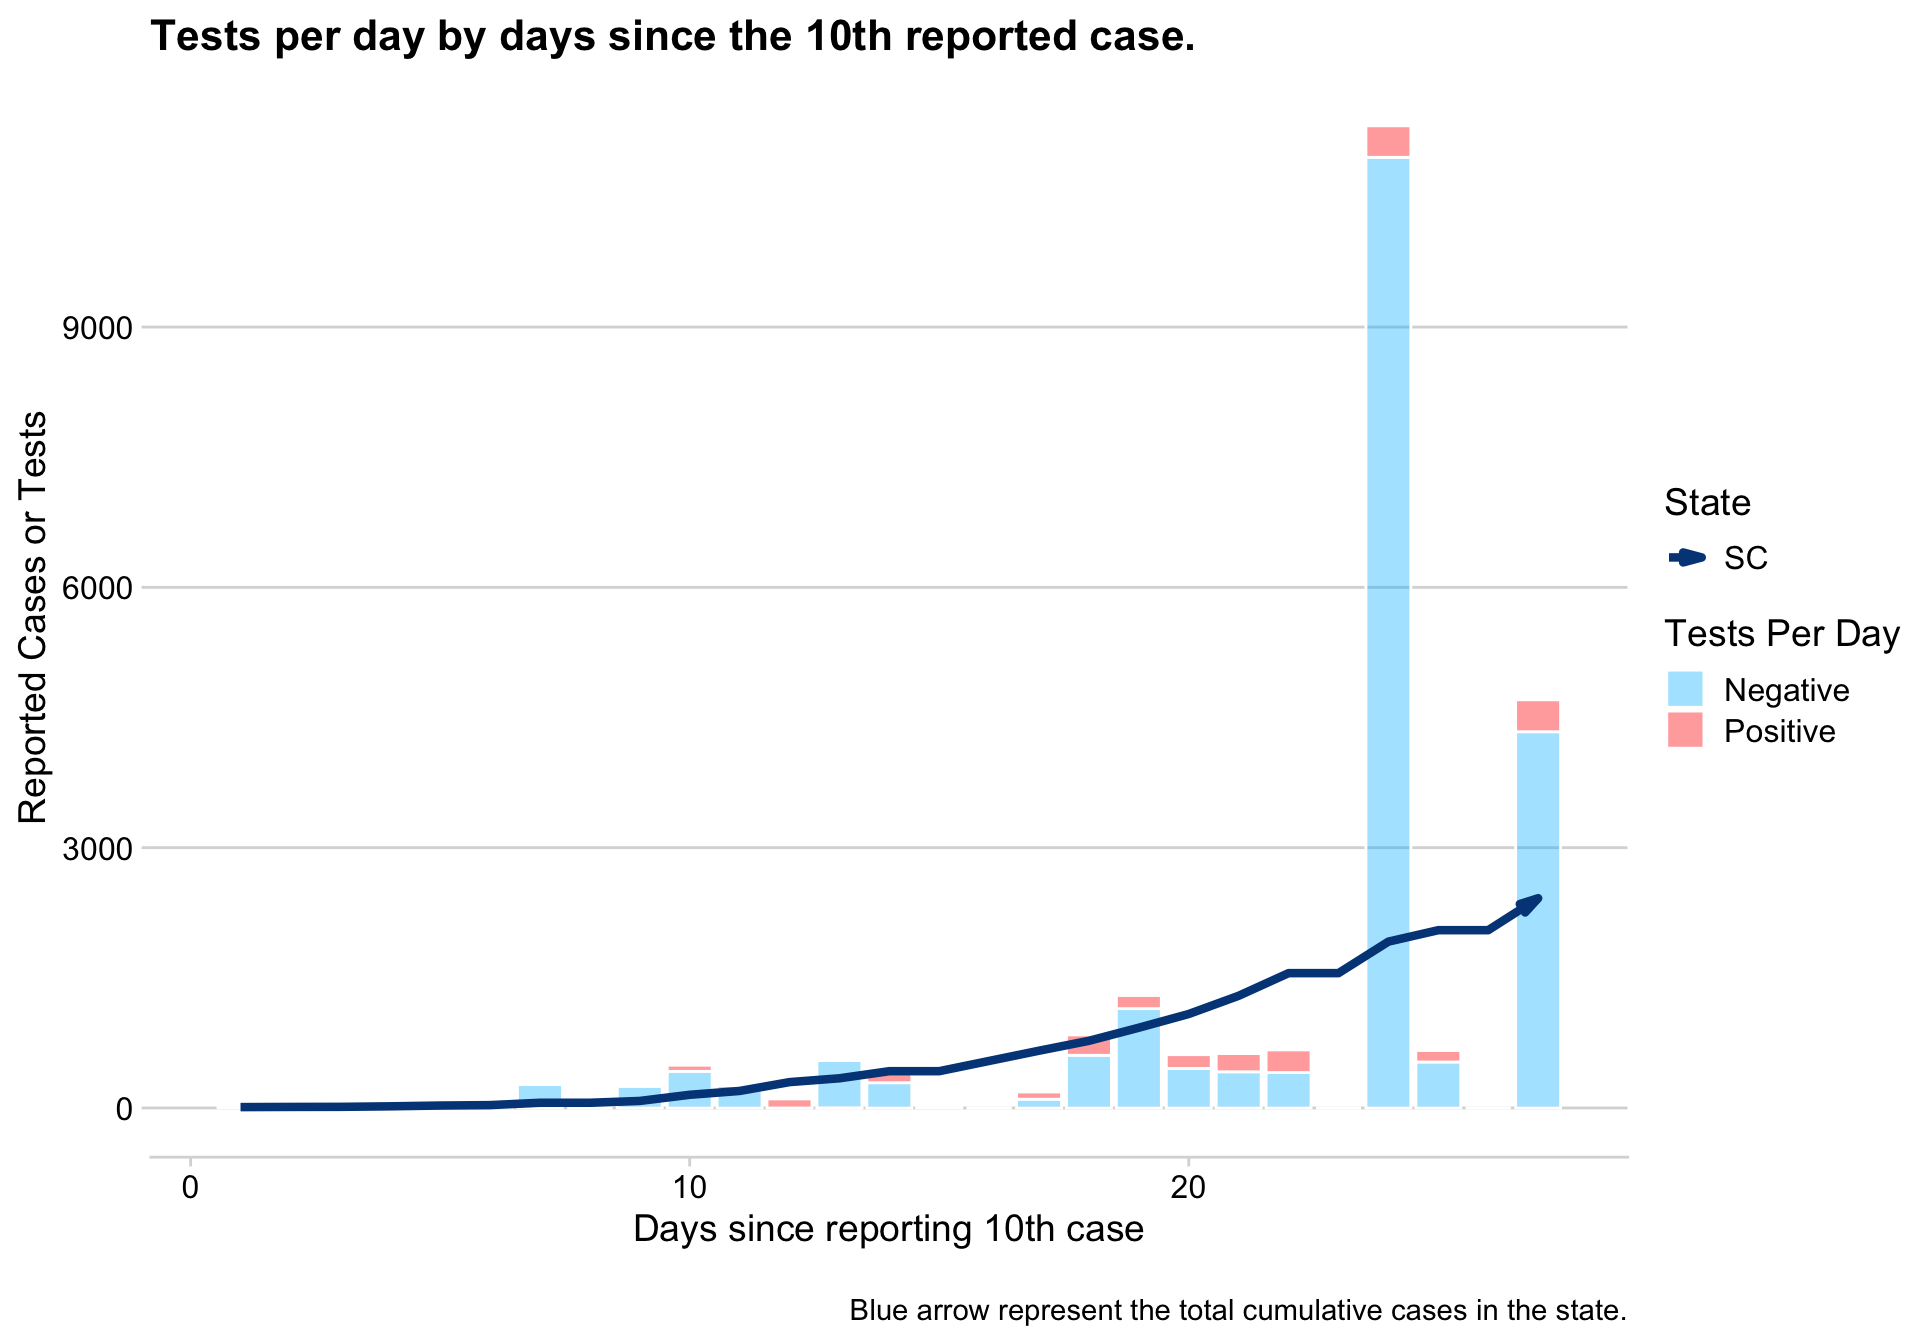 Tests per day by days since the 10th reported case.
Reported Cases or Tests
9000
6000
3000
0
0
10
20
Days since reporting 10th case
State
SC
Tests Per Day
Negative
Positive
Blue arrow represent the total cumulative cases in the state.